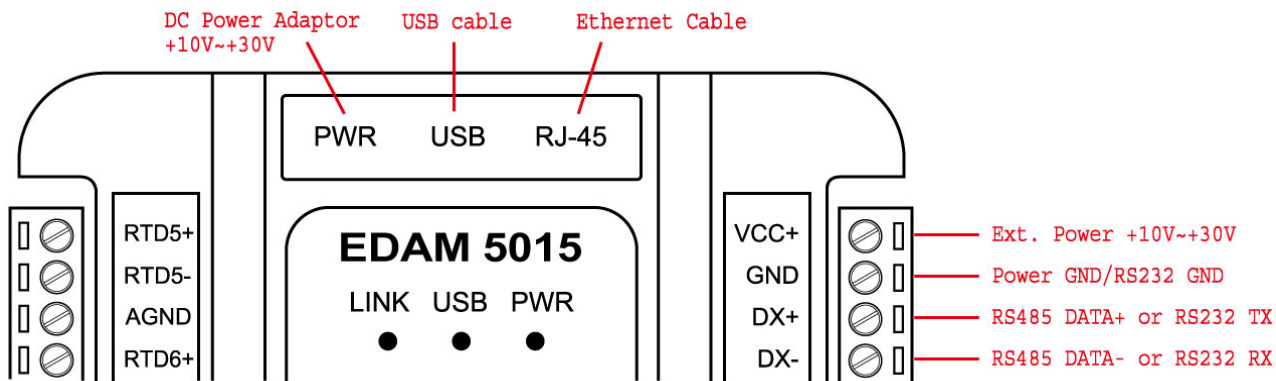 DC Power Adaptor USB cable Ethernet Cable
+10V~+30V
PWR USB RJ-45
RTD5+
RTD5-
AGND
RTD6+
EDAM 5015
LINK USB PWR
VCC+ Ext. Power +10V~+30V
GND Power GND/RS232 GND
DX+ RS485 DATA+ or RS232 TX
DX- RS485 DATA- or RS232 RX